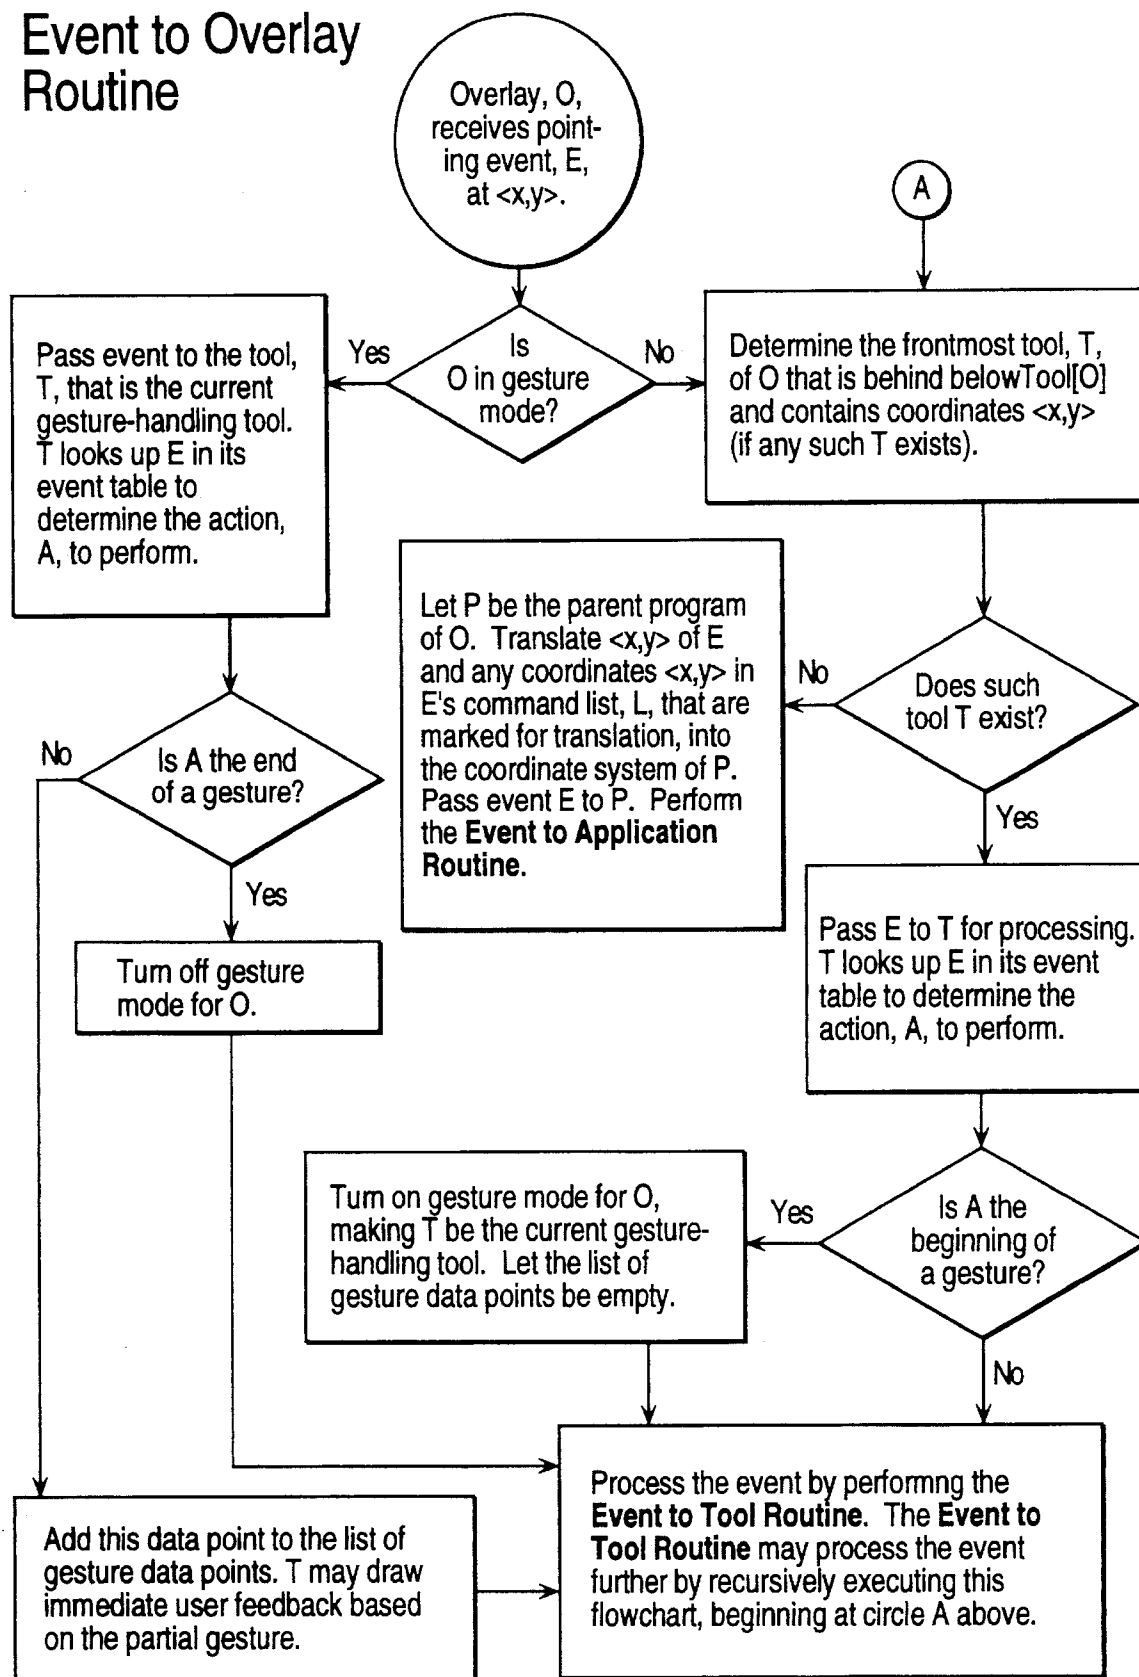 Event to Overlay
Routine
Overlay, O,
receives point-
ing event, E,
at <x,y>.
A
Pass event to the tool,
T, that is the current
gesture-handling tool.
T looks up E in its
event table to
determine the action,
A, to perform.
Yes
Is
O in gesture
mode?
No
Determine the frontmost tool, T,
of O that is behind belowTool[O]
and contains coordinates <x,y>
(if any such T exists).
Let P be the parent program
of O. Translate <x,y> of E
and any coordinates <x,y> in
E's command list, L, that are
marked for translation, into
the coordinate system of P.
Pass event E to P. Perform
the Event to Application
Routine.
No
Does such
tool T exist?
Yes
No
Is A the end
of a gesture?
Yes
Turn off gesture
mode for O.
Pass E to T for processing.
T looks up E in its event
table to determine the
action, A, to perform.
Turn on gesture mode for O,
making T be the current gesture-
handling tool. Let the list of
gesture data points be empty.
Yes
Is A the
beginning of
a gesture?
No
Add this data point to the list of
gesture data points. T may draw
immediate user feedback based
on the partial gesture.
Process the event by performng the
Event to Tool Routine. The Event to
Tool Routine may process the event
further by recursively executing this
flowchart, beginning at circle A above.